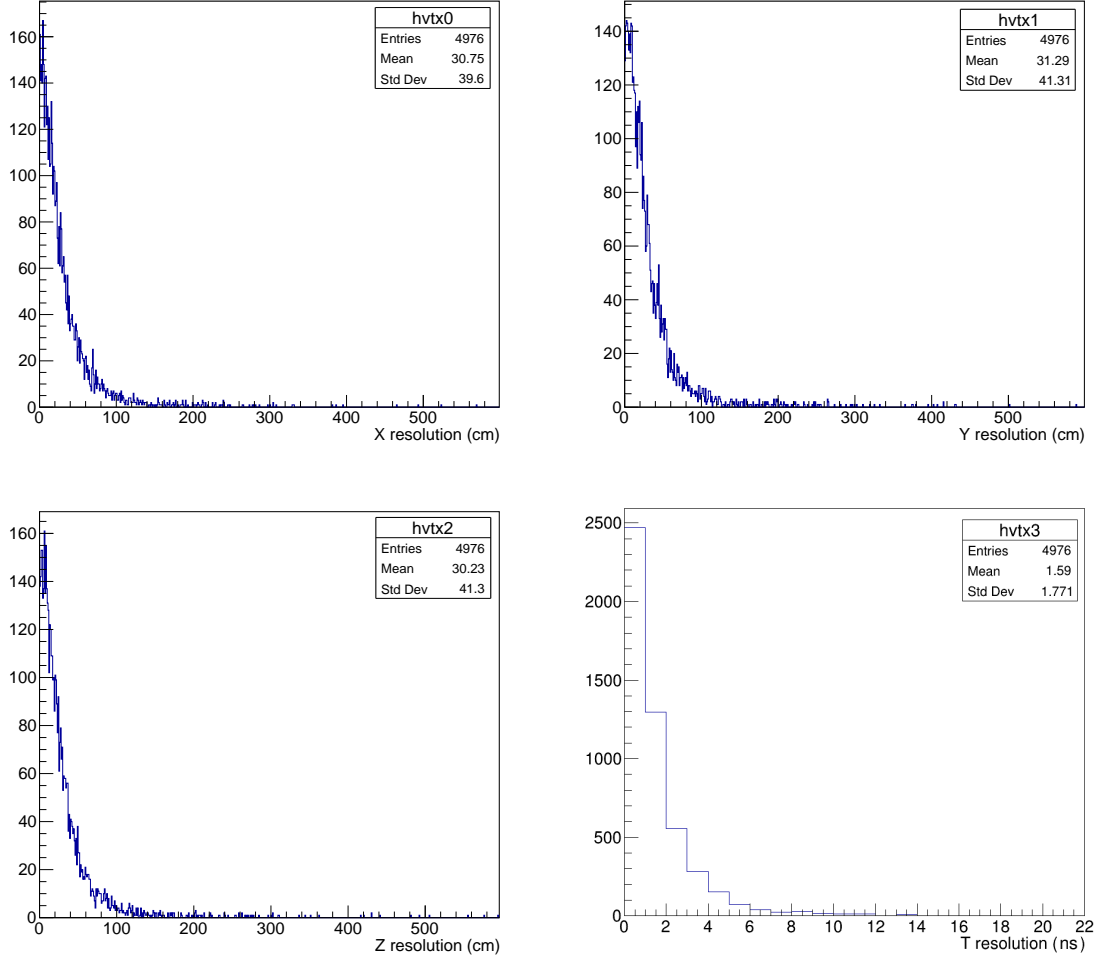 hvtx0
Entries 4976
Mean 30.75
Std Dev 39.6
160
140
120
100
80
60
40
20
0
0 100 200 300 400 500
X resolution (cm)
hvtx1
Entries 4976
Mean 31.29
Std Dev 41.31
140
120
100
80
60
40
20
0
0 100 200 300 400 500
Y resolution (cm)
hvtx2
Entries 4976
Mean 30.23
Std Dev 41.3
160
140
120
100
80
60
40
20
0
0 100 200 300 400 500
Z resolution (cm)
hvtx3
Entries 4976
Mean 1.59
Std Dev 1.771
2500
2000
1500
1000
500
0
0 2 4 6 8 10 12 14 16 18 20 22
T resolution (ns)